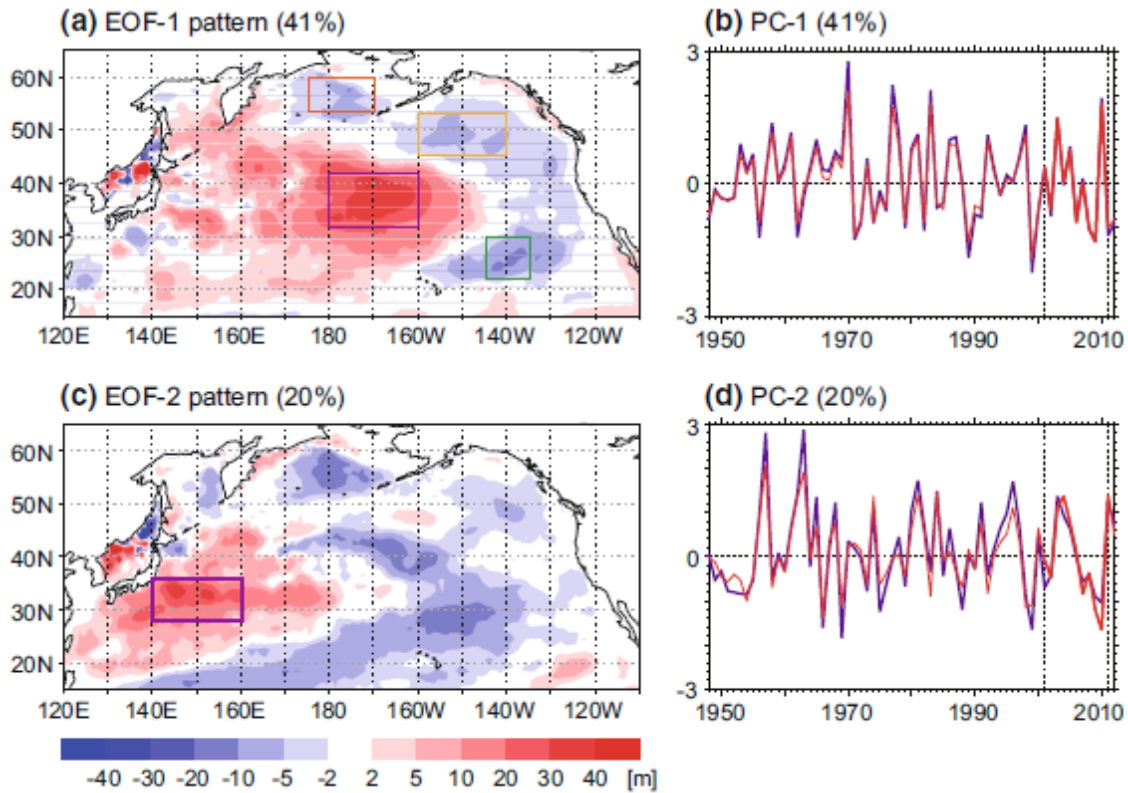 (a) EOF-1 pattern (41%)
60N
50N
40N
30N
20N
120E 140E 160E 180 160W 140W 120W
(b) PC-1 (41%)
3
0
-3
1950 1970 1990 2010
(c) EOF-2 pattern (20%)
60N
50N
40N
30N
20N
120E 140E 160E 180 160W 140W 120W
-40 -30 -20 -10 -5 -2 2 5 10 20 30 40 [m]
(d) PC-2 (20%)
3
0
-3
1950 1970 1990 2010